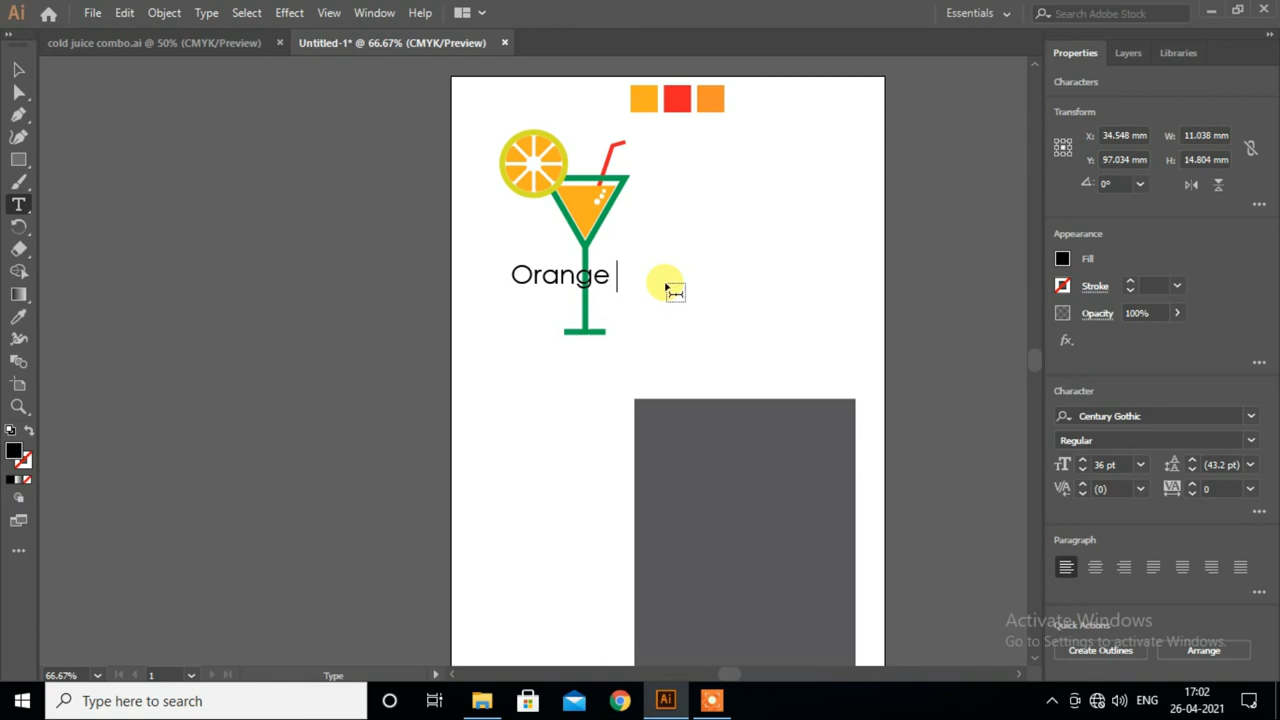 Ai File Edit Object Type Select Effect View Window Help Essentials Search Adobe Stock
cold juice combo.ai @ 50% (CMYK/Preview) × Untitled-1* @ 66.67% (CMYK/Preview) ×
Properties Layers Libraries
Characters
Transform
X: 34.548 mm W: 11.038 mm
Y: 97.034 mm H: 14.804 mm
0°
Appearance
Fill
Stroke
Opacity 100%
fx.
Orange
Character
Century Gothic
Regular
36 pt (43.2 pt)
(0) 0
Paragraph
Activate Windows
Quick Actions
Go to Settings to activate Windows.
Create Outlines Arrange
66.67% 1 Type
Type here to search
Ai
ENG
17:02
26-04-2021